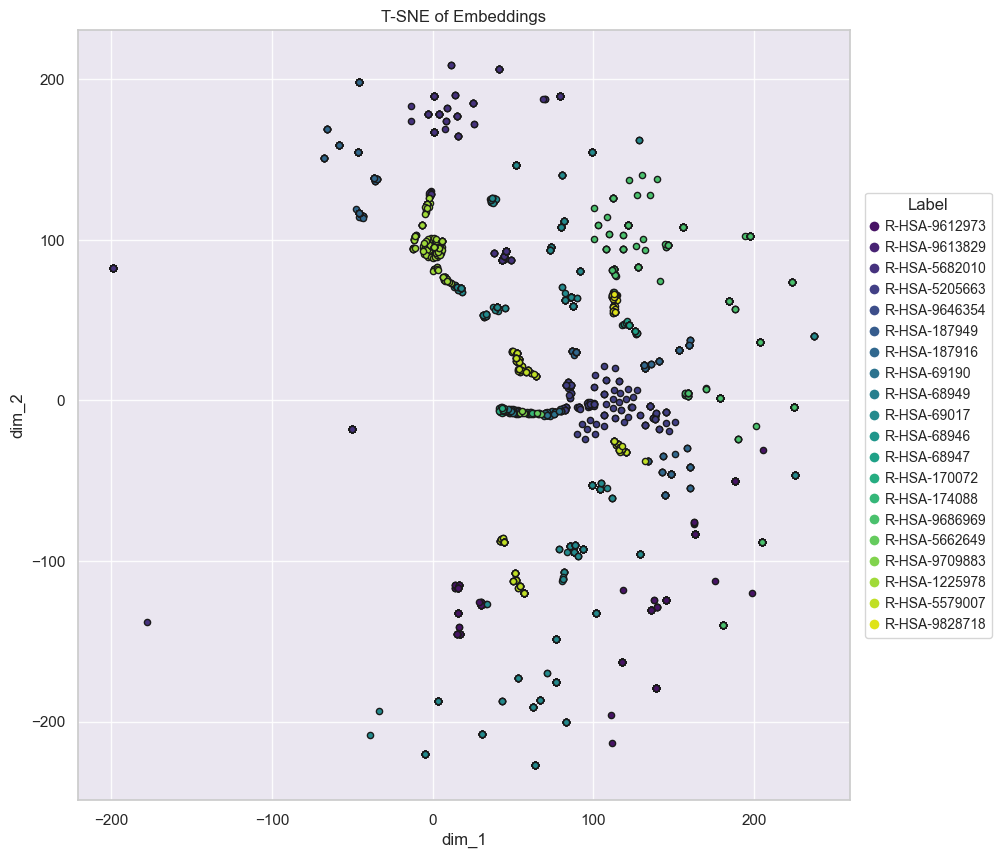 T-SNE of Embeddings
200
100
0
−100
−200
dim_2
−200
−100
0
100
200
dim_1
Label
R-HSA-9612973
R-HSA-9613829
R-HSA-5682010
R-HSA-5205663
R-HSA-9646354
R-HSA-187949
R-HSA-187916
R-HSA-69190
R-HSA-68949
R-HSA-69017
R-HSA-68946
R-HSA-68947
R-HSA-170072
R-HSA-174088
R-HSA-9686969
R-HSA-5662649
R-HSA-9709883
R-HSA-1225978
R-HSA-5579007
R-HSA-9828718